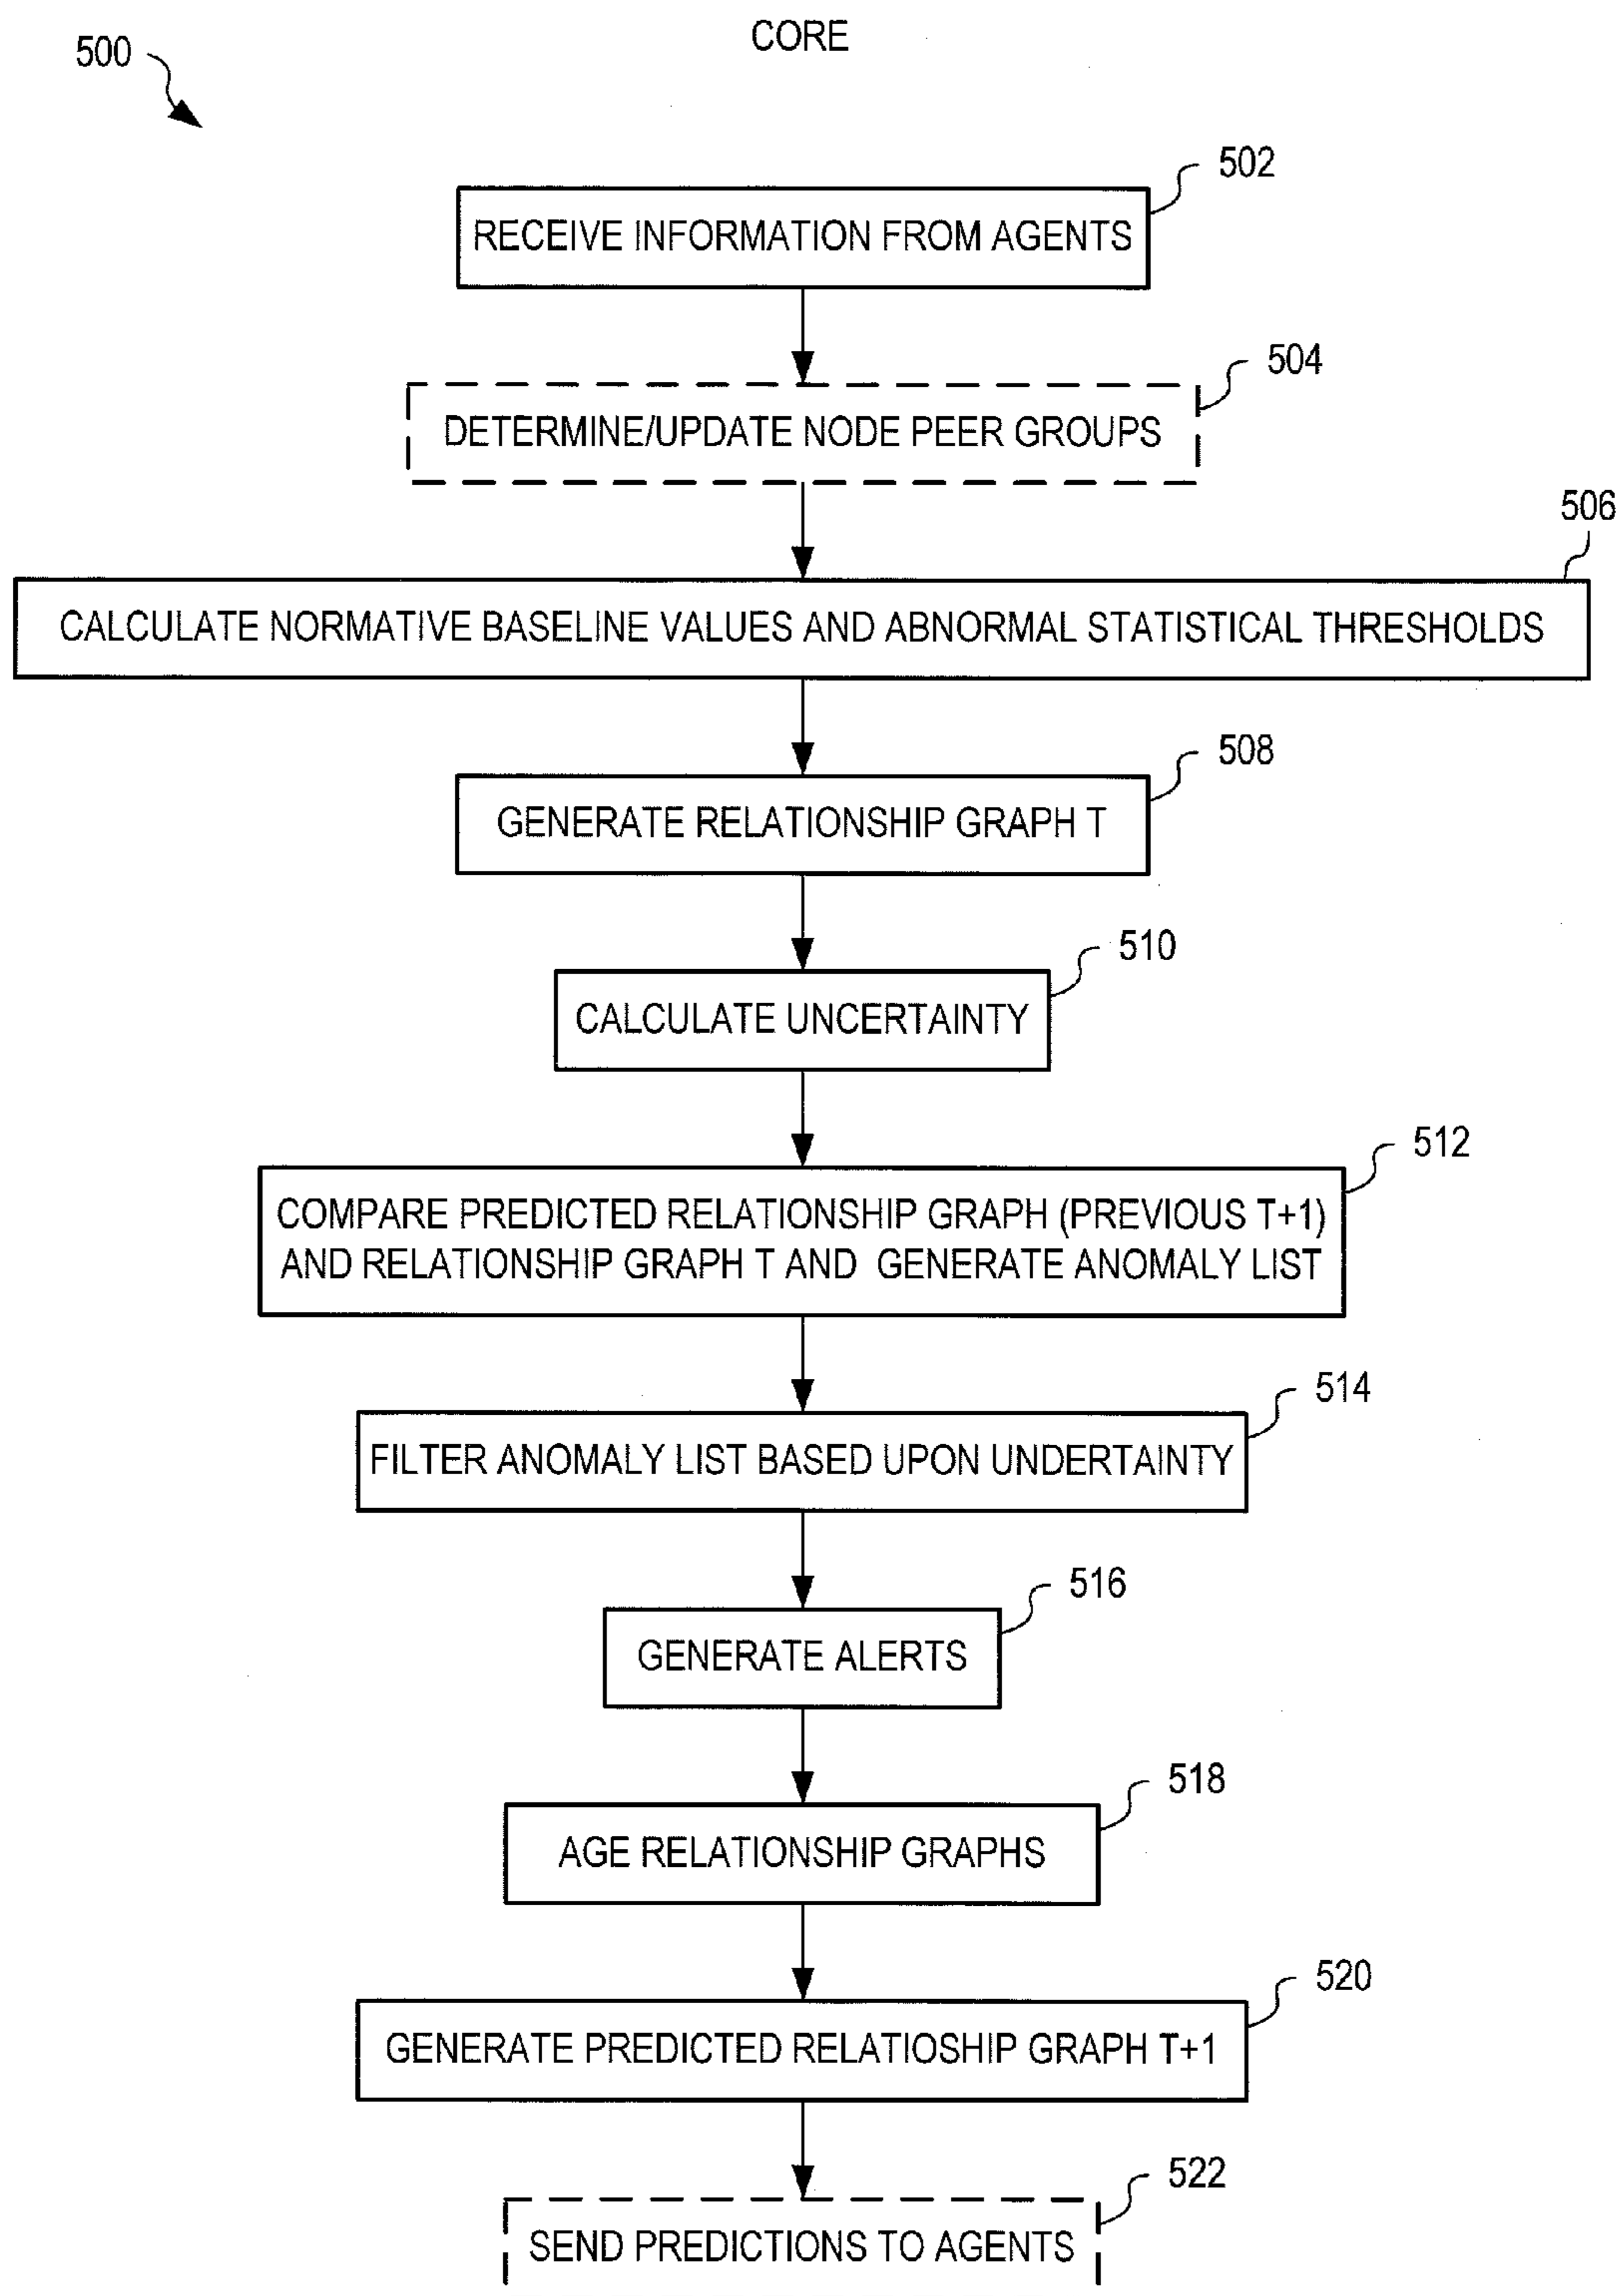 CORE
500
502
RECEIVE INFORMATION FROM AGENTS
504
DETERMINE/UPDATE NODE PEER GROUPS
506
CALCULATE NORMATIVE BASELINE VALUES AND ABNORMAL STATISTICAL THRESHOLDS
508
GENERATE RELATIONSHIP GRAPH T
510
CALCULATE UNCERTAINTY
512
COMPARE PREDICTED RELATIONSHIP GRAPH (PREVIOUS T+1)
AND RELATIONSHIP GRAPH T AND GENERATE ANOMALY LIST
514
FILTER ANOMALY LIST BASED UPON UNDERTAINTY
516
GENERATE ALERTS
518
AGE RELATIONSHIP GRAPHS
520
GENERATE PREDICTED RELATIOSHIP GRAPH T+1
522
SEND PREDICTIONS TO AGENTS